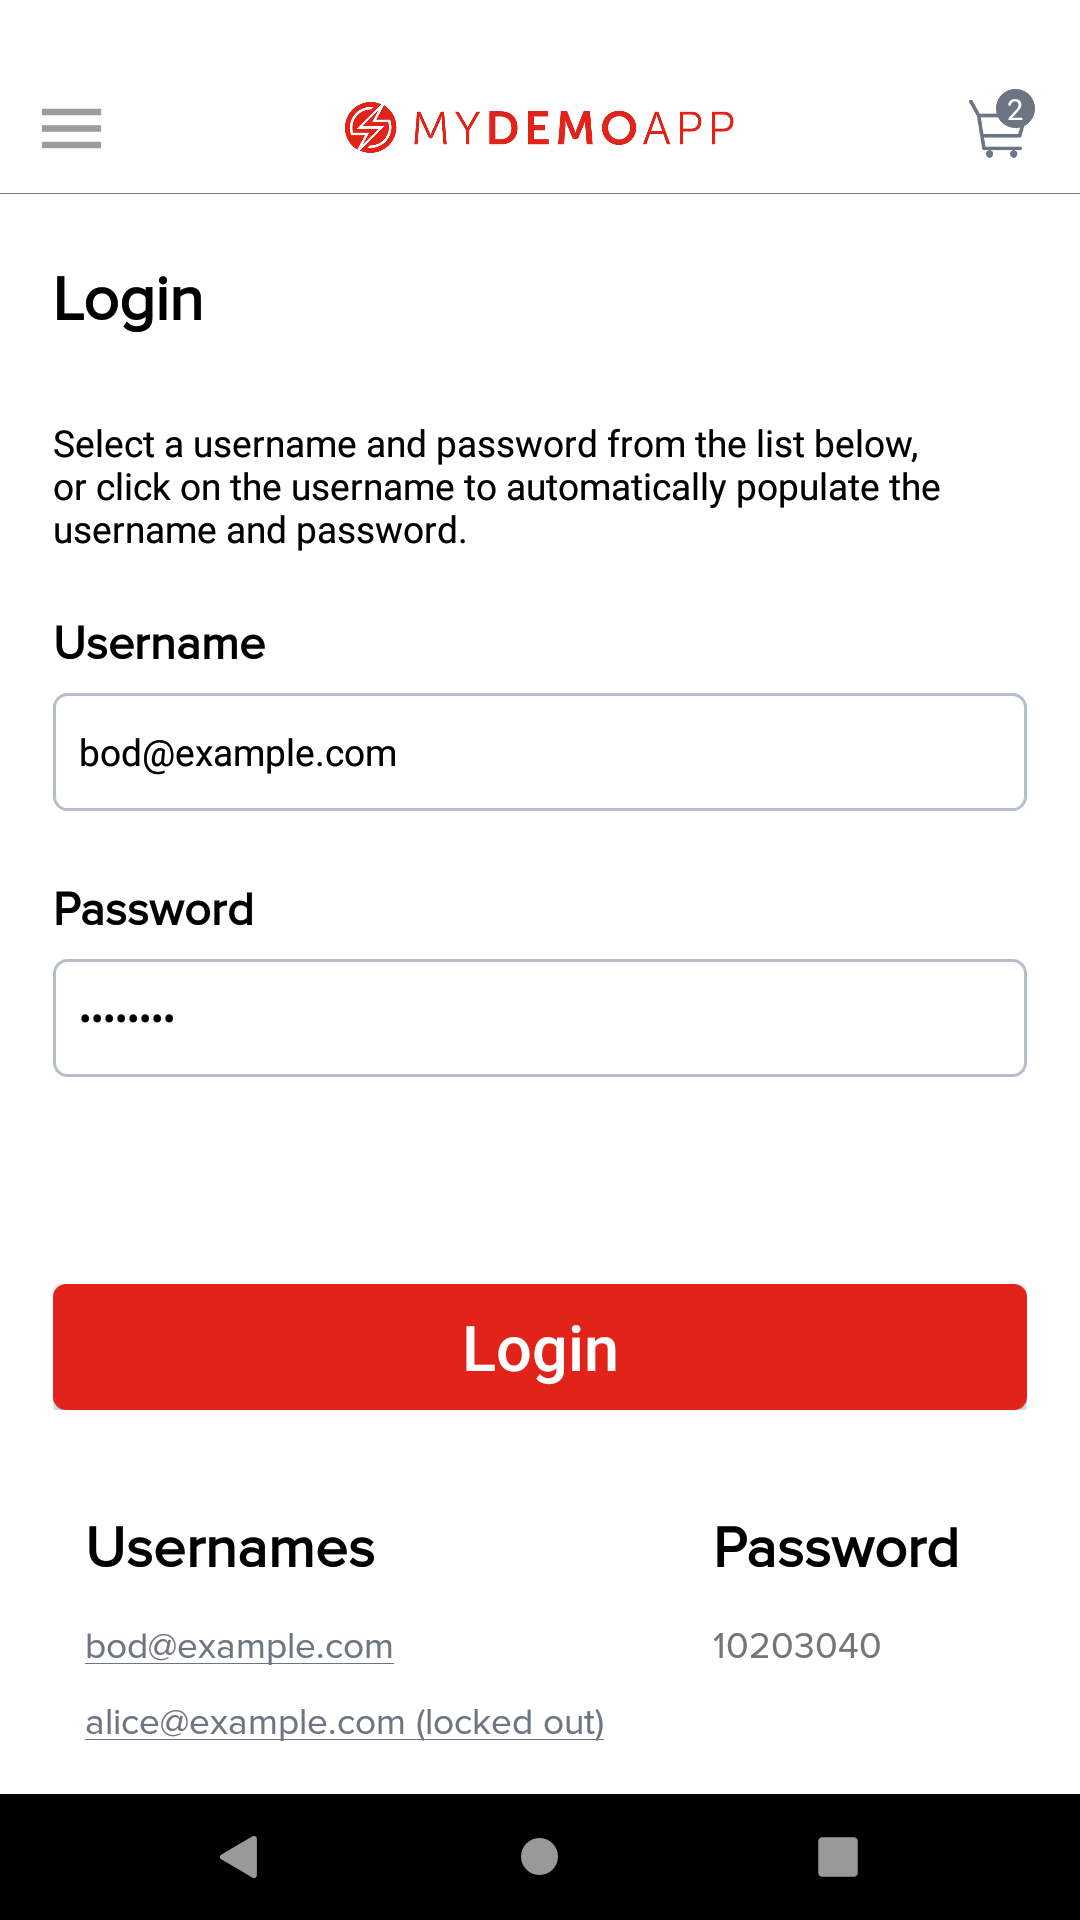 MYDEMOAPP
2
Login
Select a username and password from the list below,
or click on the username to automatically populate the
username and password.
Username
bod@example.com
Password
••••••••
Login
Usernames
Password
bod@example.com
10203040
alice@example.com (locked out)